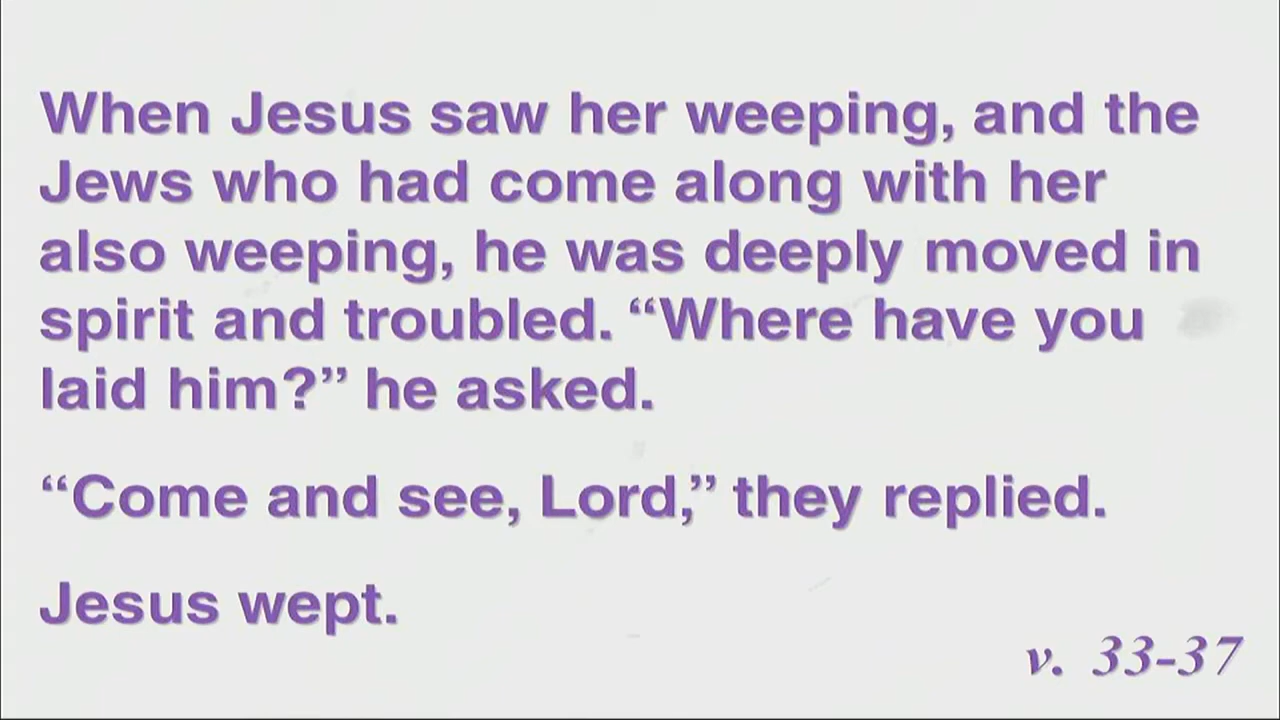 When Jesus saw her weeping, and the
Jews who had come along with her
also weeping, he was deeply moved in
spirit and troubled. “Where have you
laid him?” he asked.
“Come and see, Lord,” they replied.
Jesus wept.
v. 33-37